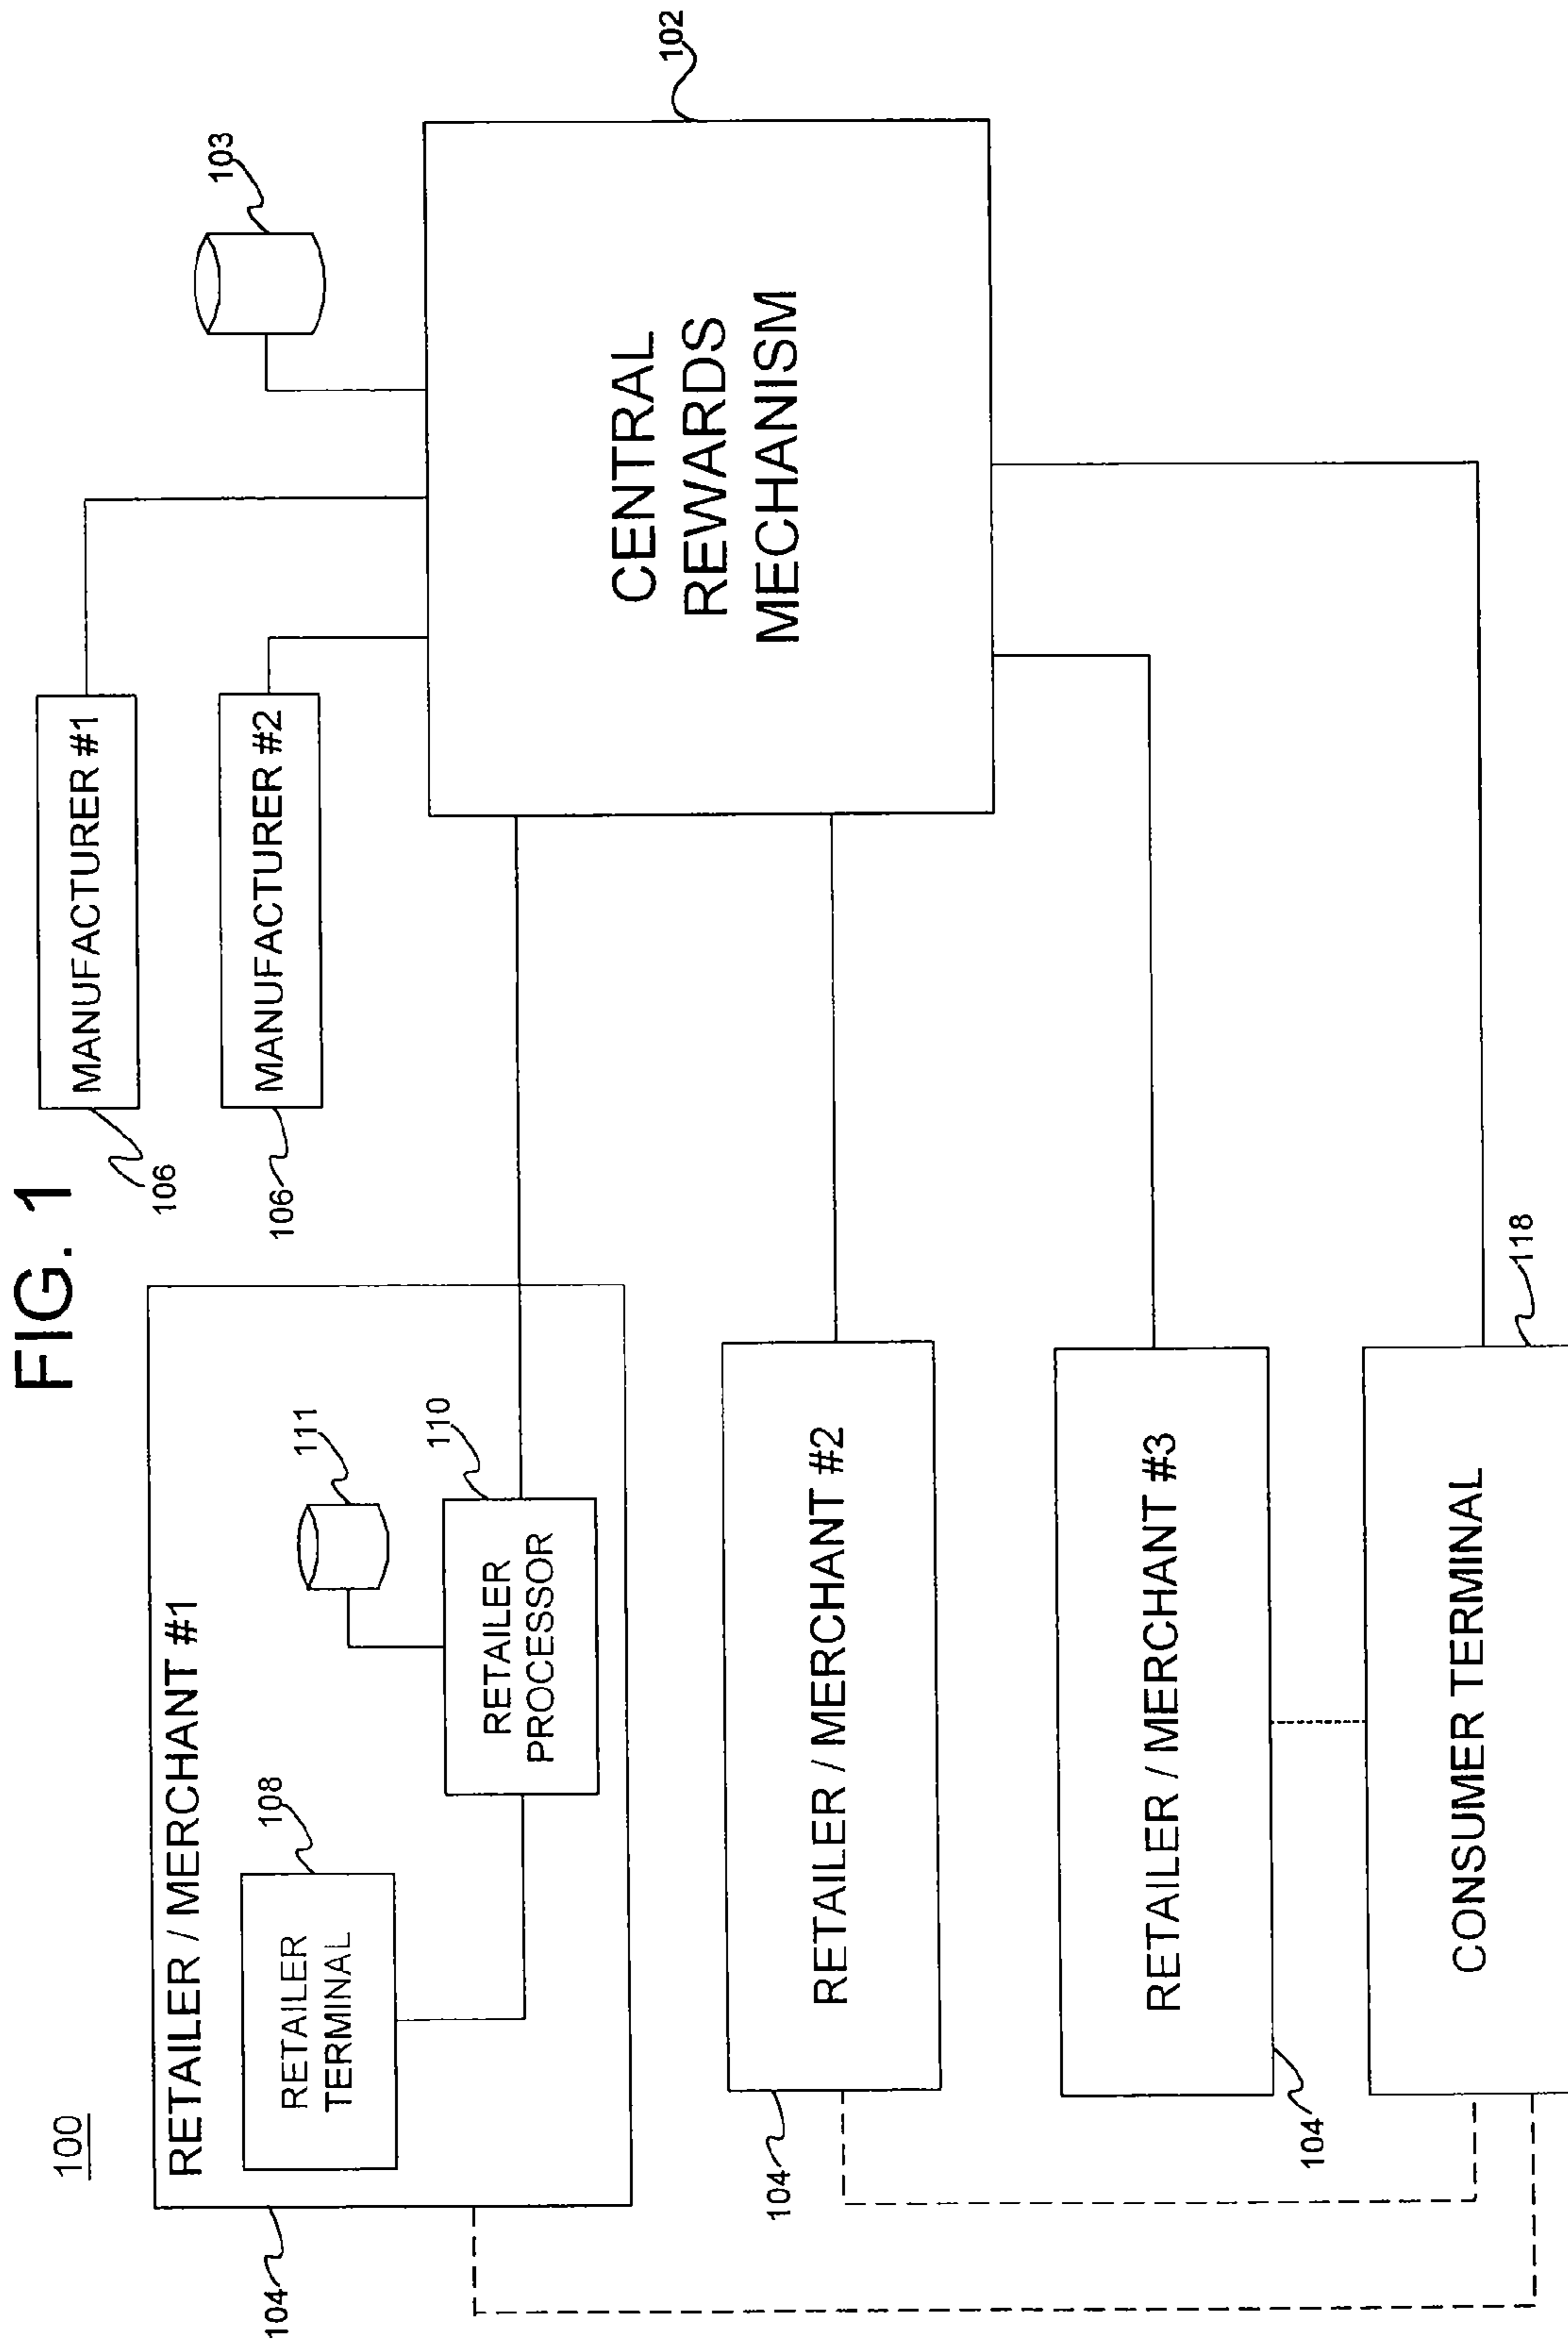 FIG. 1
100
RETAILER / MERCHANT #1
104
RETAILER
TERMINAL
108
RETAILER
PROCESSOR
110
111
MANUFACTURER #1
106
MANUFACTURER #2
106
103
CENTRAL
REWARDS
MECHANISM
102
RETAILER / MERCHANT #2
104
RETAILER / MERCHANT #3
104
CONSUMER TERMINAL
118